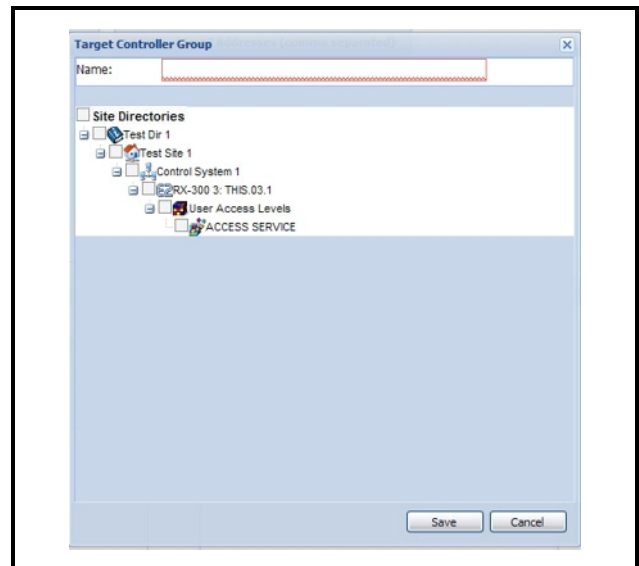 Target Controller Group
Name:
Site Directories
Test Dir 1
Test Site 1
Control System 1
E2 RX-300 3: THIS.03.1
User Access Levels
ACCESS SERVICE
Save Cancel